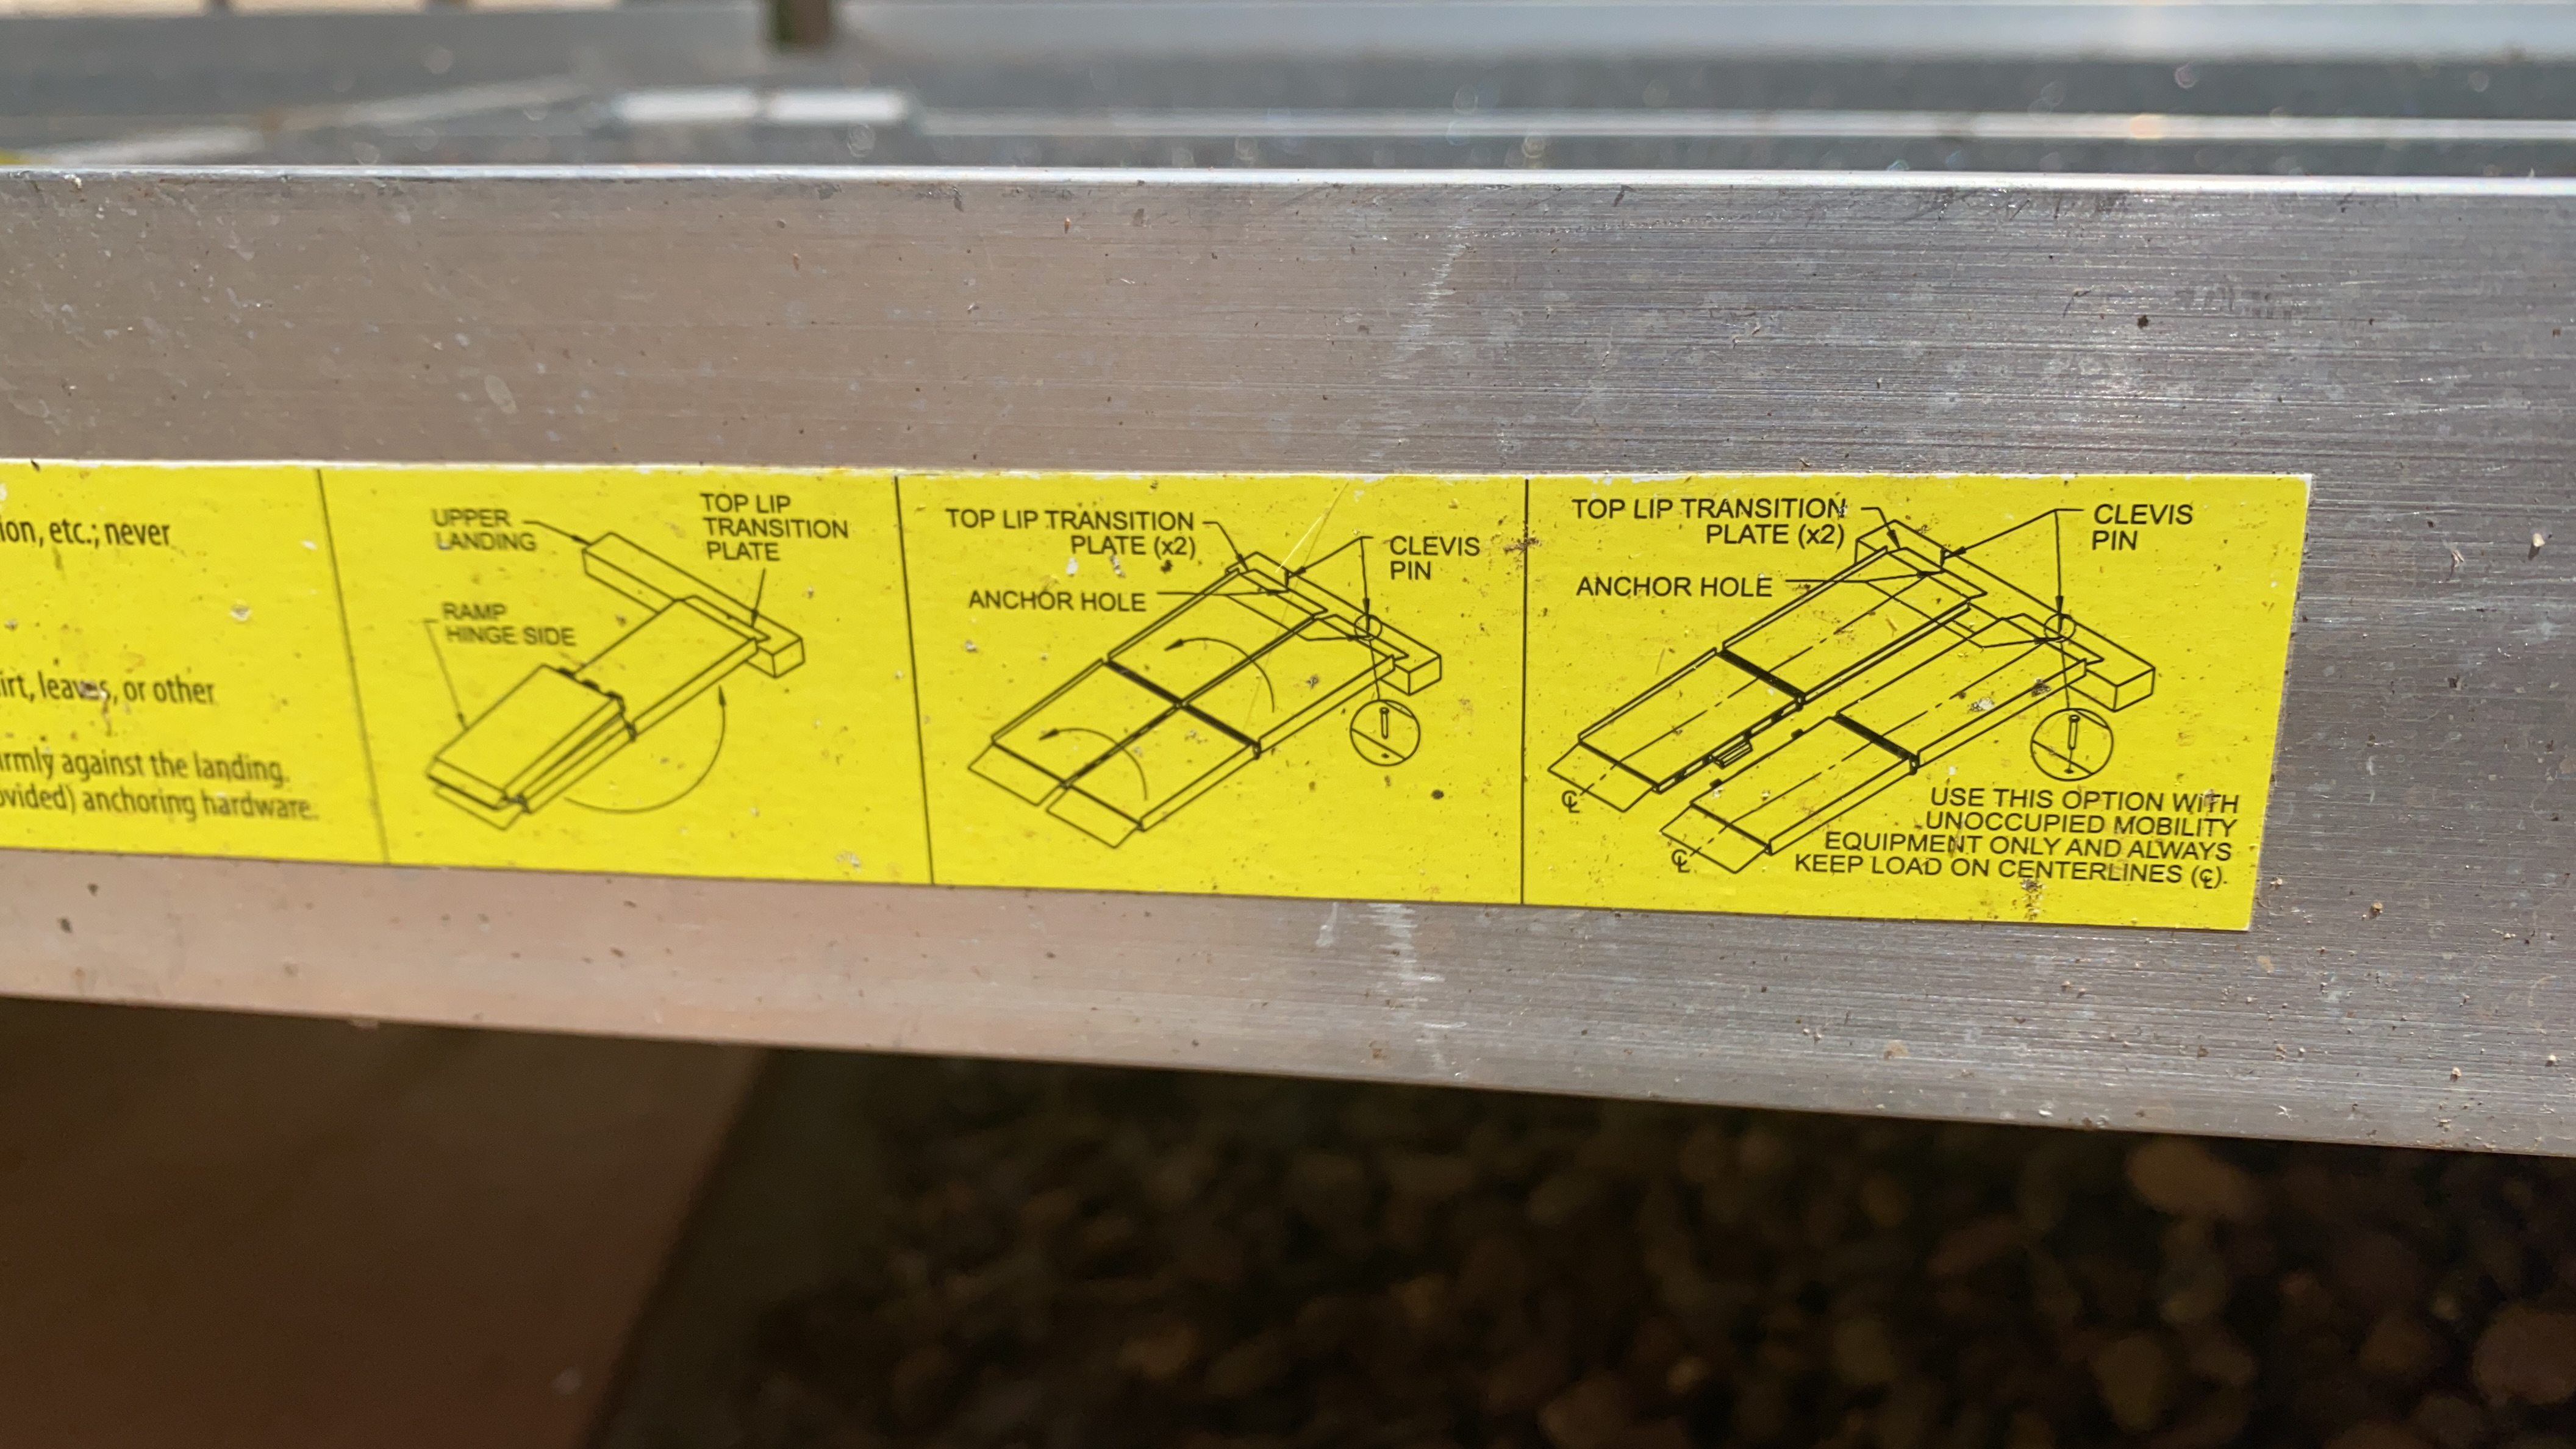 ion, etc.; never
irt, leaves, or other
irmly against the landing.
ovided) anchoring hardware.
UPPER
LANDING
TOP LIP
TRANSITION
PLATE
RAMP
HINGE SIDE
TOP LIP TRANSITION
PLATE (x2)
ANCHOR HOLE
CLEVIS
PIN
TOP LIP TRANSITION
PLATE (x2)
ANCHOR HOLE
CLEVIS
PIN
℄
℄
USE THIS OPTION WITH
UNOCCUPIED MOBILITY
EQUIPMENT ONLY AND ALWAYS
KEEP LOAD ON CENTERLINES (℄).